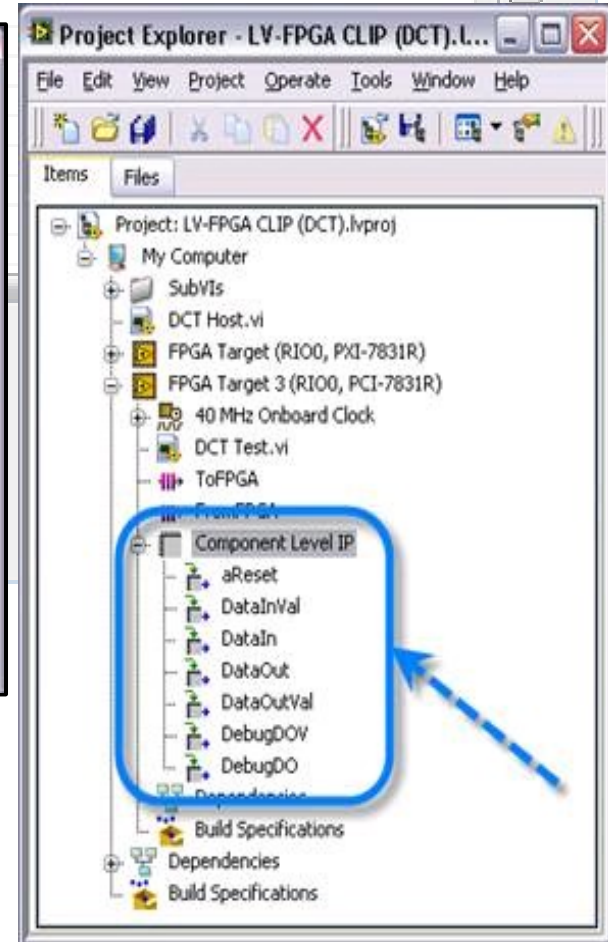 Project Explorer - LV-FPGA CLIP (DCT).l...
File Edit View Project Operate Tools Window Help
Items Files
Project: LV-FPGA CLIP (DCT).lvproj
My Computer
SubVIs
DCT Host.vi
FPGA Target (RIO0, PXI-7831R)
FPGA Target 3 (RIO0, PCI-7831R)
40 MHz Onboard Clock
DCT Test.vi
ToFPGA
FromFPGA
Component Level IP
aReset
DataInVal
DataIn
DataOut
DataOutVal
DebugDOV
DebugDO
Dependencies
Build Specifications
Dependencies
Build Specifications